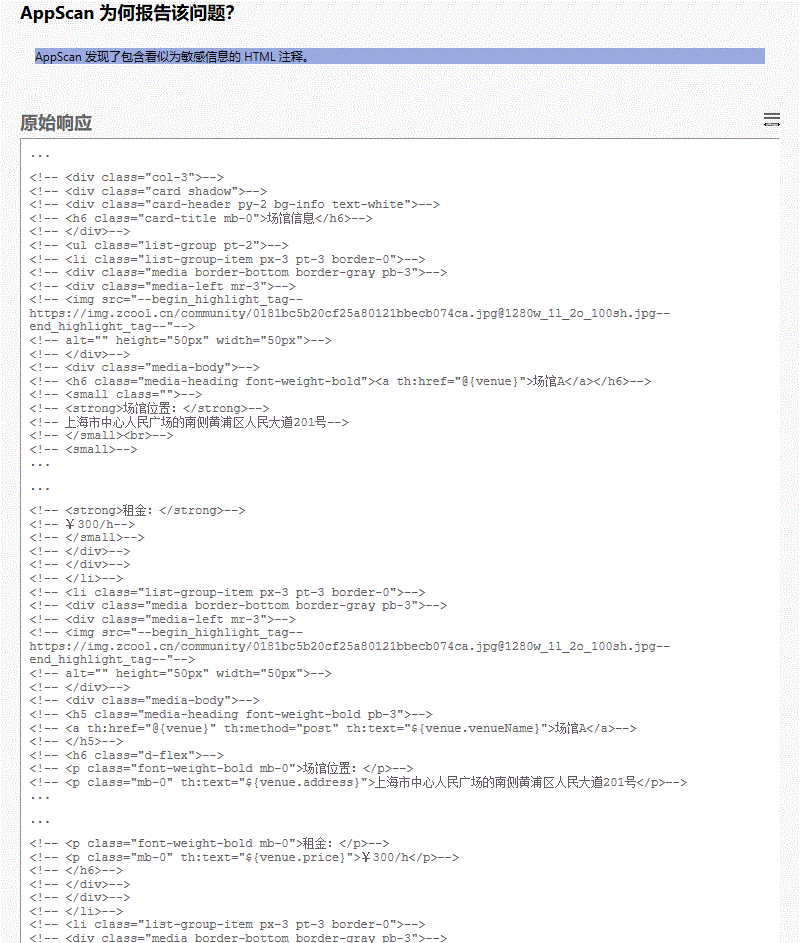 AppScan 为何报告该问题？
AppScan 发现了包含看似为敏感信息的 HTML 注释。
原始响应
...
<!-- <div class="col-3">-->
<!-- <div class="card shadow">-->
<!-- <div class="card-header py-2 bg-info text-white">-->
<!-- <h6 class="card-title mb-0">场馆信息</h6>-->
<!-- </div>-->
<!-- <ul class="list-group pt-2">-->
<!-- <li class="list-group-item px-3 pt-3 border-0">-->
<!-- <div class="media border-bottom border-gray pb-3">-->
<!-- <div class="media-left mr-3">-->
<!-- <img src="--begin_highlight_tag--
https://img.zcool.cn/community/0181bc5b20cf25a80121bbecb074ca.jpg@1280w_1l_2o_100sh.jpg--
end_highlight_tag--"-->
<!-- alt="" height="50px" width="50px">-->
<!-- </div>-->
<!-- <div class="media-body">-->
<!-- <h6 class="media-heading font-weight-bold"><a th:href="@{venue}">场馆A</a></h6>-->
<!-- <small class="">-->
<!-- <strong>场馆位置：</strong>-->
<!-- 上海市中心人民广场的南侧黄浦区人民大道201号-->
<!-- </small><br>-->
<!-- <small>-->
...
...
<!-- <strong>租金：</strong>-->
<!-- ￥300/h-->
<!-- </small>-->
<!-- </div>-->
<!-- </div>-->
<!-- </li>-->
<!-- <li class="list-group-item px-3 pt-3 border-0">-->
<!-- <div class="media border-bottom border-gray pb-3">-->
<!-- <div class="media-left mr-3">-->
<!-- <img src="--begin_highlight_tag--
https://img.zcool.cn/community/0181bc5b20cf25a80121bbecb074ca.jpg@1280w_1l_2o_100sh.jpg--
end_highlight_tag--"-->
<!-- alt="" height="50px" width="50px">-->
<!-- </div>-->
<!-- <div class="media-body">-->
<!-- <h5 class="media-heading font-weight-bold pb-3">-->
<!-- <a th:href="@{venue}" th:method="post" th:text="${venue.venueName}">场馆A</a>-->
<!-- </h5>-->
<!-- <h6 class="d-flex">-->
<!-- <p class="font-weight-bold mb-0">场馆位置：</p>-->
<!-- <p class="mb-0" th:text="${venue.address}">上海市中心人民广场的南侧黄浦区人民大道201号</p>-->
...
...
<!-- <p class="font-weight-bold mb-0">租金：</p>-->
<!-- <p class="mb-0" th:text="${venue.price}">￥300/h</p>-->
<!-- </h6>-->
<!-- </div>-->
<!-- </div>-->
<!-- </li>-->
<!-- <li class="list-group-item px-3 pt-3 border-0">-->
<!-- <div class="media border-bottom border-gray pb-3">-->